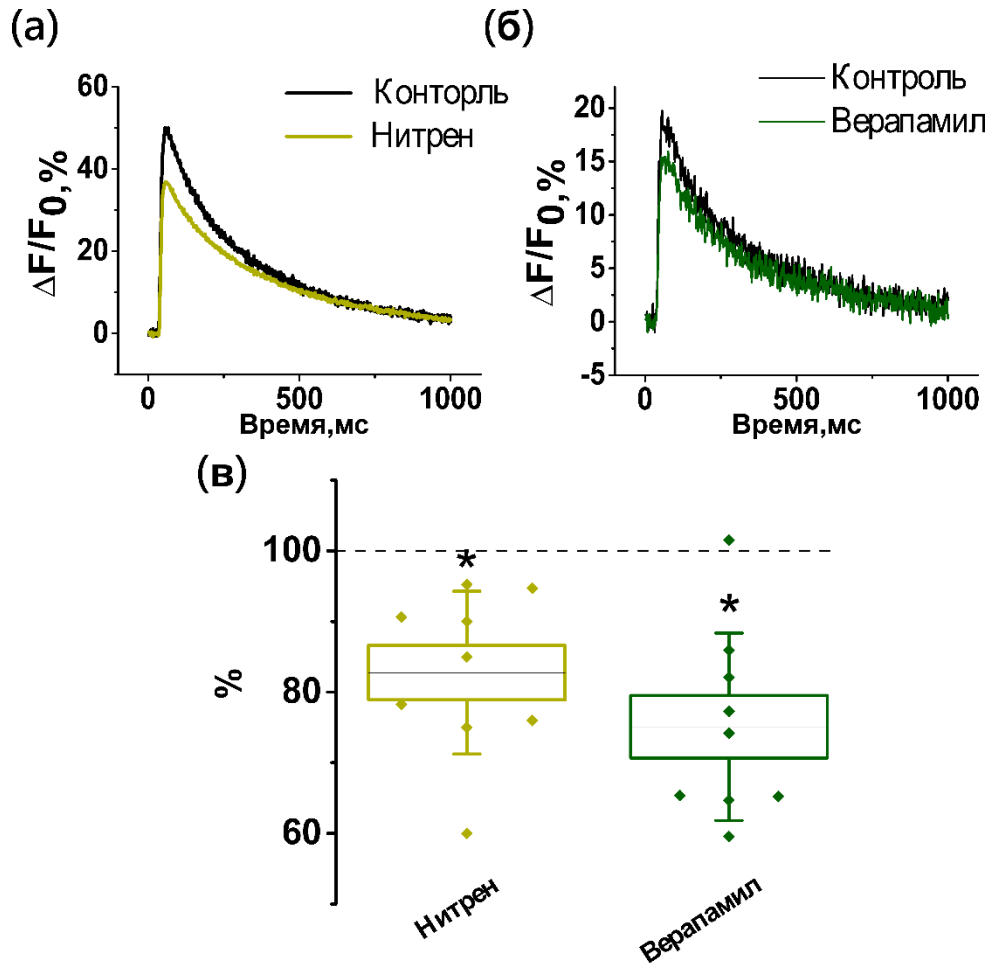 (а)
60
40
20
0
ΔF/F0,%
Конторль
Нитрен
0
500
1000
Время,мс
(б)
20
15
10
5
0
-5
ΔF/F0,%
Контроль
Верапамил
0
500
1000
Время,мс
(в)
100
80
60
%
*
*
Нитрен
Верапамил